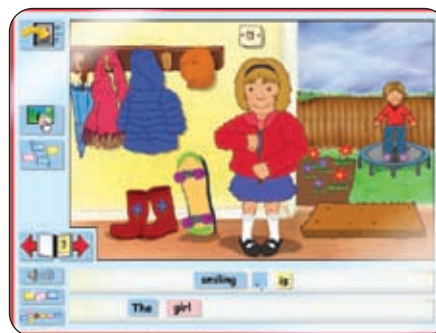 smiling . is
The girl